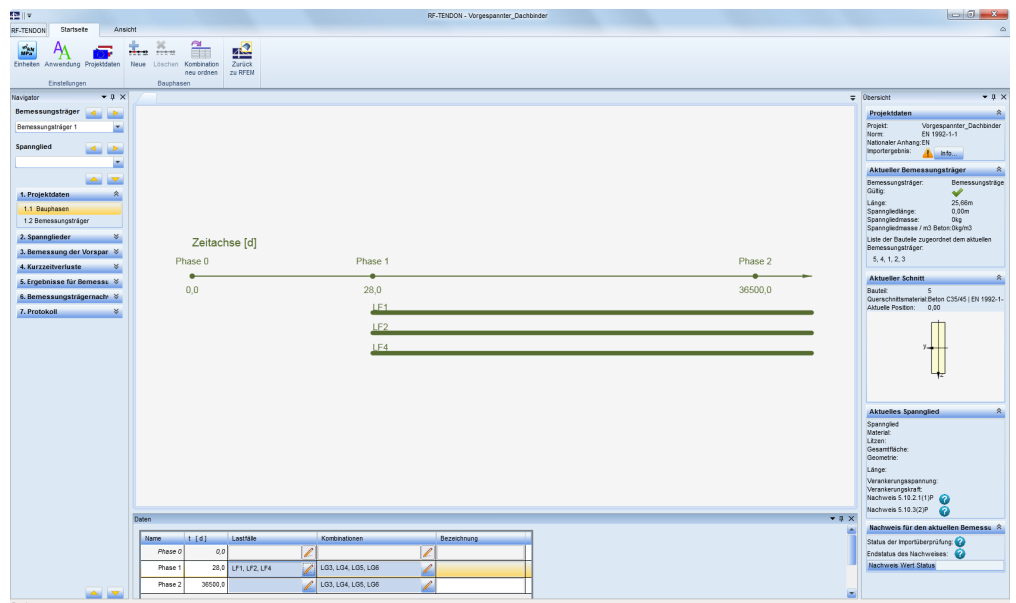 RF-TENDON - Vorgespannter_Dachbinder
RF-TENDON Startseite Ansicht
Einheiten Anwendung Projektdaten Neue Löschen Kombination neu ordnen Zurück zu RFEM
Einstellungen Bauphasen
Navigator
Bemessungsträger
Bemessungsträger 1
Spannglied
1. Projektdaten
1.1 Bauphasen
1.2 Bemessungsträger
2. Spannglieder
3. Bemessung der Vorspar
4. Kurzzeitverluste
5. Ergebnisse für Bemessu
6. Bemessungsträgernachw
7. Protokoll
Zeitachse [d]
Phase 0 Phase 1 Phase 2
0,0 28,0 36500,0
LF1
LF2
LF4
Daten
Name t [d] Lastfälle Kombinationen Bezeichnung
Phase 0 0,0
Phase 1 28,0 LF1, LF2, LF4 LG3, LG4, LG5, LG6
Phase 2 36500,0 LG3, LG4, LG5, LG6
Übersicht
Projektdaten
Projekt: Vorgespannter_Dachbinder
Norm: EN 1992-1-1
Nationaler Anhang: EN
Importergebnis: Info...
Aktueller Bemessungsträger
Bemessungsträger: Bemessungsträge
Gültig:
Länge: 25,66m
Spanngliedlänge: 0,00m
Spanngliedmasse: 0kg
Spanngliedmasse / m3 Beton: 0kg/m3
Liste der Bauteile zugeordnet dem aktuellen
Bemessungsträger:
5, 4, 1, 2, 3
Aktueller Schnitt
Bauteil: 5
Querschnittsmaterial: Beton C35/45 | EN 1992-1-
Aktuelle Position: 0,00
y
z
Aktuelles Spannglied
Spannglied
Material:
Litzen:
Gesamtfläche:
Geometrie:
Länge:
Verankerungsspannung:
Verankerungskraft:
Nachweis 5.10.2.1(1)P
Nachweis 5.10.3(2)P
Nachweis für den aktuellen Bemessu
Status der Importüberprüfung:
Endstatus des Nachweises:
Nachweis Wert Status